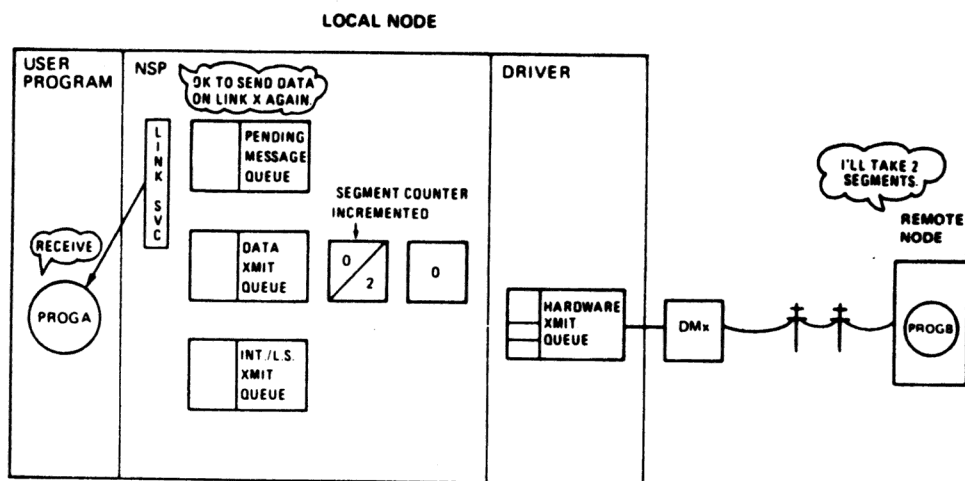 LOCAL NODE
USER
PROGRAM
NSP
DRIVER
OK TO SEND DATA
ON LINK X AGAIN.
LINK SVC
PENDING
MESSAGE
QUEUE
I'LL TAKE 2
SEGMENTS.
SEGMENT COUNTER
INCREMENTED
REMOTE
NODE
RECEIVE
DATA
XMIT
QUEUE
0
2
0
PROGA
HARDWARE
XMIT
QUEUE
DMx
PROGB
INT./L.S.
XMIT
QUEUE